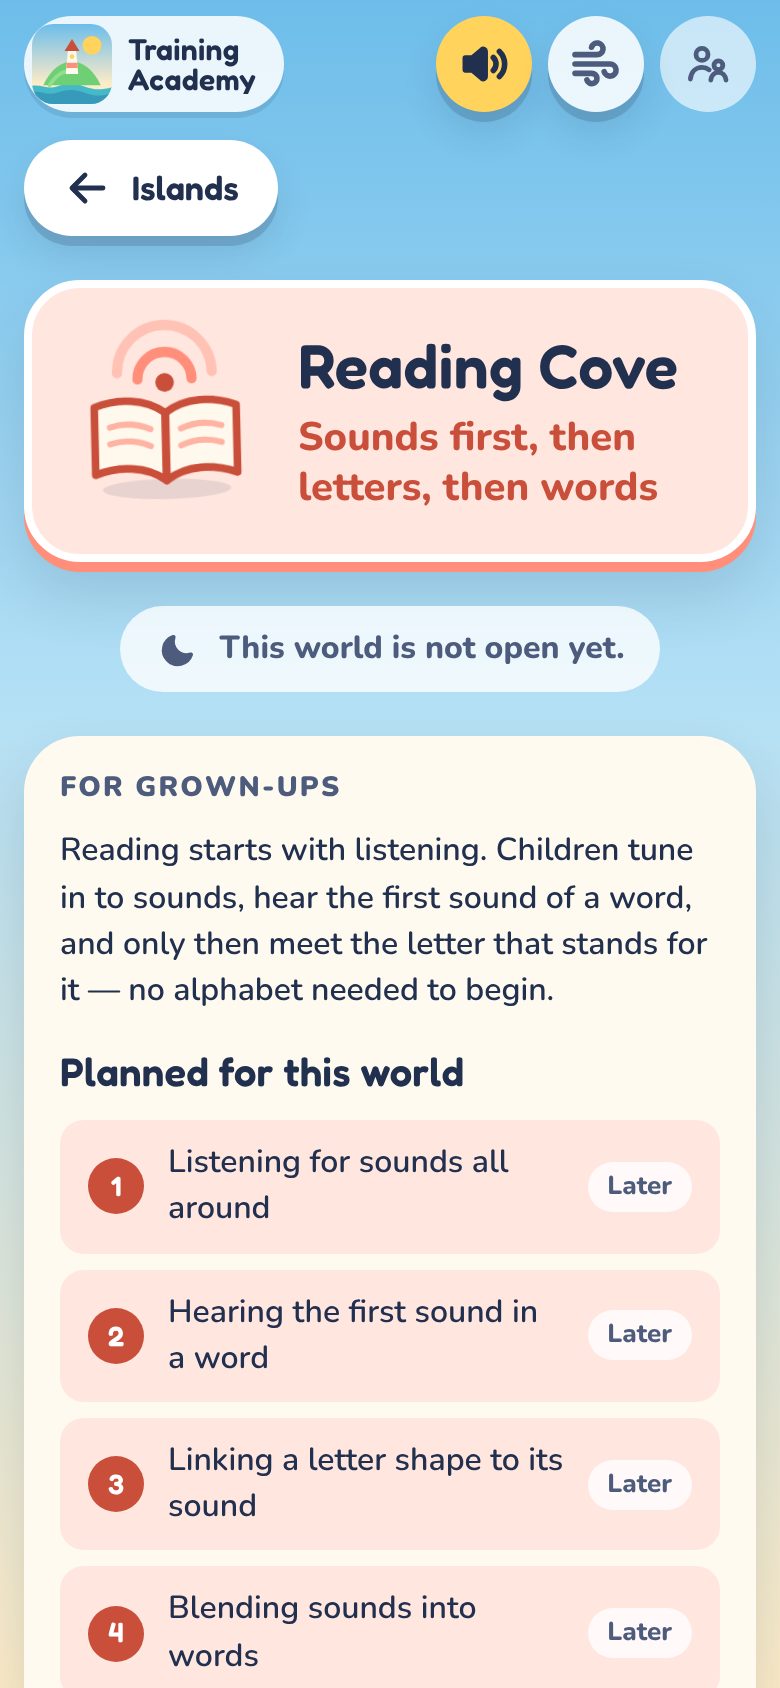 Training
Academy
Islands
Reading Cove
Sounds first, then
letters, then words
This world is not open yet.
FOR GROWN-UPS
Reading starts with listening. Children tune
in to sounds, hear the first sound of a word,
and only then meet the letter that stands for
it — no alphabet needed to begin.
Planned for this world
1 Listening for sounds all
around
Later
2 Hearing the first sound in
a word
Later
3 Linking a letter shape to its
sound
Later
4 Blending sounds into
words
Later